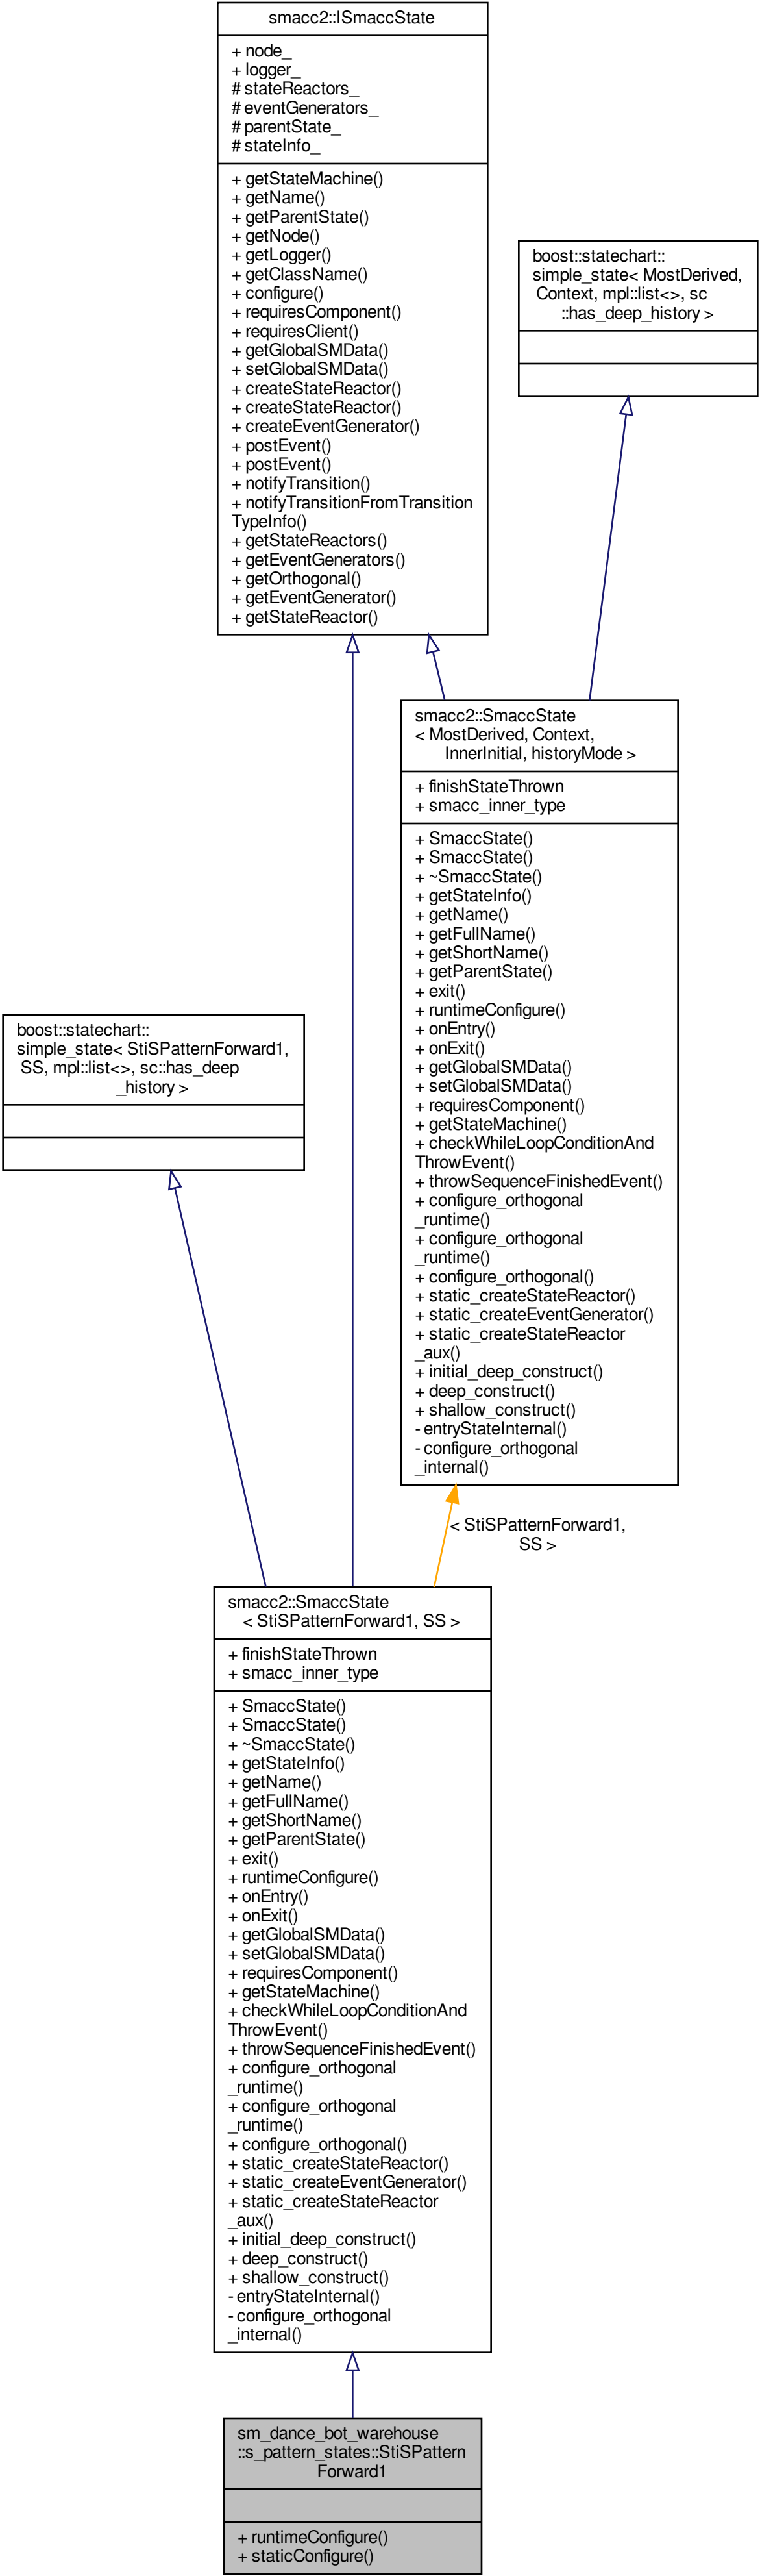 smacc2::ISmaccState
+ node_
+ logger_
# stateReactors_
# eventGenerators_
# parentState_
# stateInfo_
+ getStateMachine()
+ getName()
+ getParentState()
+ getNode()
+ getLogger()
+ getClassName()
+ configure()
+ requiresComponent()
+ requiresClient()
+ getGlobalSMData()
+ setGlobalSMData()
+ createStateReactor()
+ createStateReactor()
+ createEventGenerator()
+ postEvent()
+ postEvent()
+ notifyTransition()
+ notifyTransitionFromTransition
TypeInfo()
+ getStateReactors()
+ getEventGenerators()
+ getOrthogonal()
+ getEventGenerator()
+ getStateReactor()
boost::statechart::
simple_state< MostDerived,
Context, mpl::list<>, sc
::has_deep_history >
smacc2::SmaccState
< MostDerived, Context,
InnerInitial, historyMode >
+ finishStateThrown
+ smacc_inner_type
+ SmaccState()
+ SmaccState()
+ ~SmaccState()
+ getStateInfo()
+ getName()
+ getFullName()
+ getShortName()
+ getParentState()
+ exit()
+ runtimeConfigure()
+ onEntry()
+ onExit()
+ getGlobalSMData()
+ setGlobalSMData()
+ requiresComponent()
+ getStateMachine()
+ checkWhileLoopConditionAnd
ThrowEvent()
+ throwSequenceFinishedEvent()
+ configure_orthogonal
_runtime()
+ configure_orthogonal
_runtime()
+ configure_orthogonal()
+ static_createStateReactor()
+ static_createEventGenerator()
+ static_createStateReactor
_aux()
+ initial_deep_construct()
+ deep_construct()
+ shallow_construct()
- entryStateInternal()
- configure_orthogonal
_internal()
boost::statechart::
simple_state< StiSPatternForward1,
SS, mpl::list<>, sc::has_deep
_history >
< StiSPatternForward1,
SS >
smacc2::SmaccState
< StiSPatternForward1, SS >
+ finishStateThrown
+ smacc_inner_type
+ SmaccState()
+ SmaccState()
+ ~SmaccState()
+ getStateInfo()
+ getName()
+ getFullName()
+ getShortName()
+ getParentState()
+ exit()
+ runtimeConfigure()
+ onEntry()
+ onExit()
+ getGlobalSMData()
+ setGlobalSMData()
+ requiresComponent()
+ getStateMachine()
+ checkWhileLoopConditionAnd
ThrowEvent()
+ throwSequenceFinishedEvent()
+ configure_orthogonal
_runtime()
+ configure_orthogonal
_runtime()
+ configure_orthogonal()
+ static_createStateReactor()
+ static_createEventGenerator()
+ static_createStateReactor
_aux()
+ initial_deep_construct()
+ deep_construct()
+ shallow_construct()
- entryStateInternal()
- configure_orthogonal
_internal()
sm_dance_bot_warehouse
::s_pattern_states::StiSPattern
Forward1
+ runtimeConfigure()
+ staticConfigure()